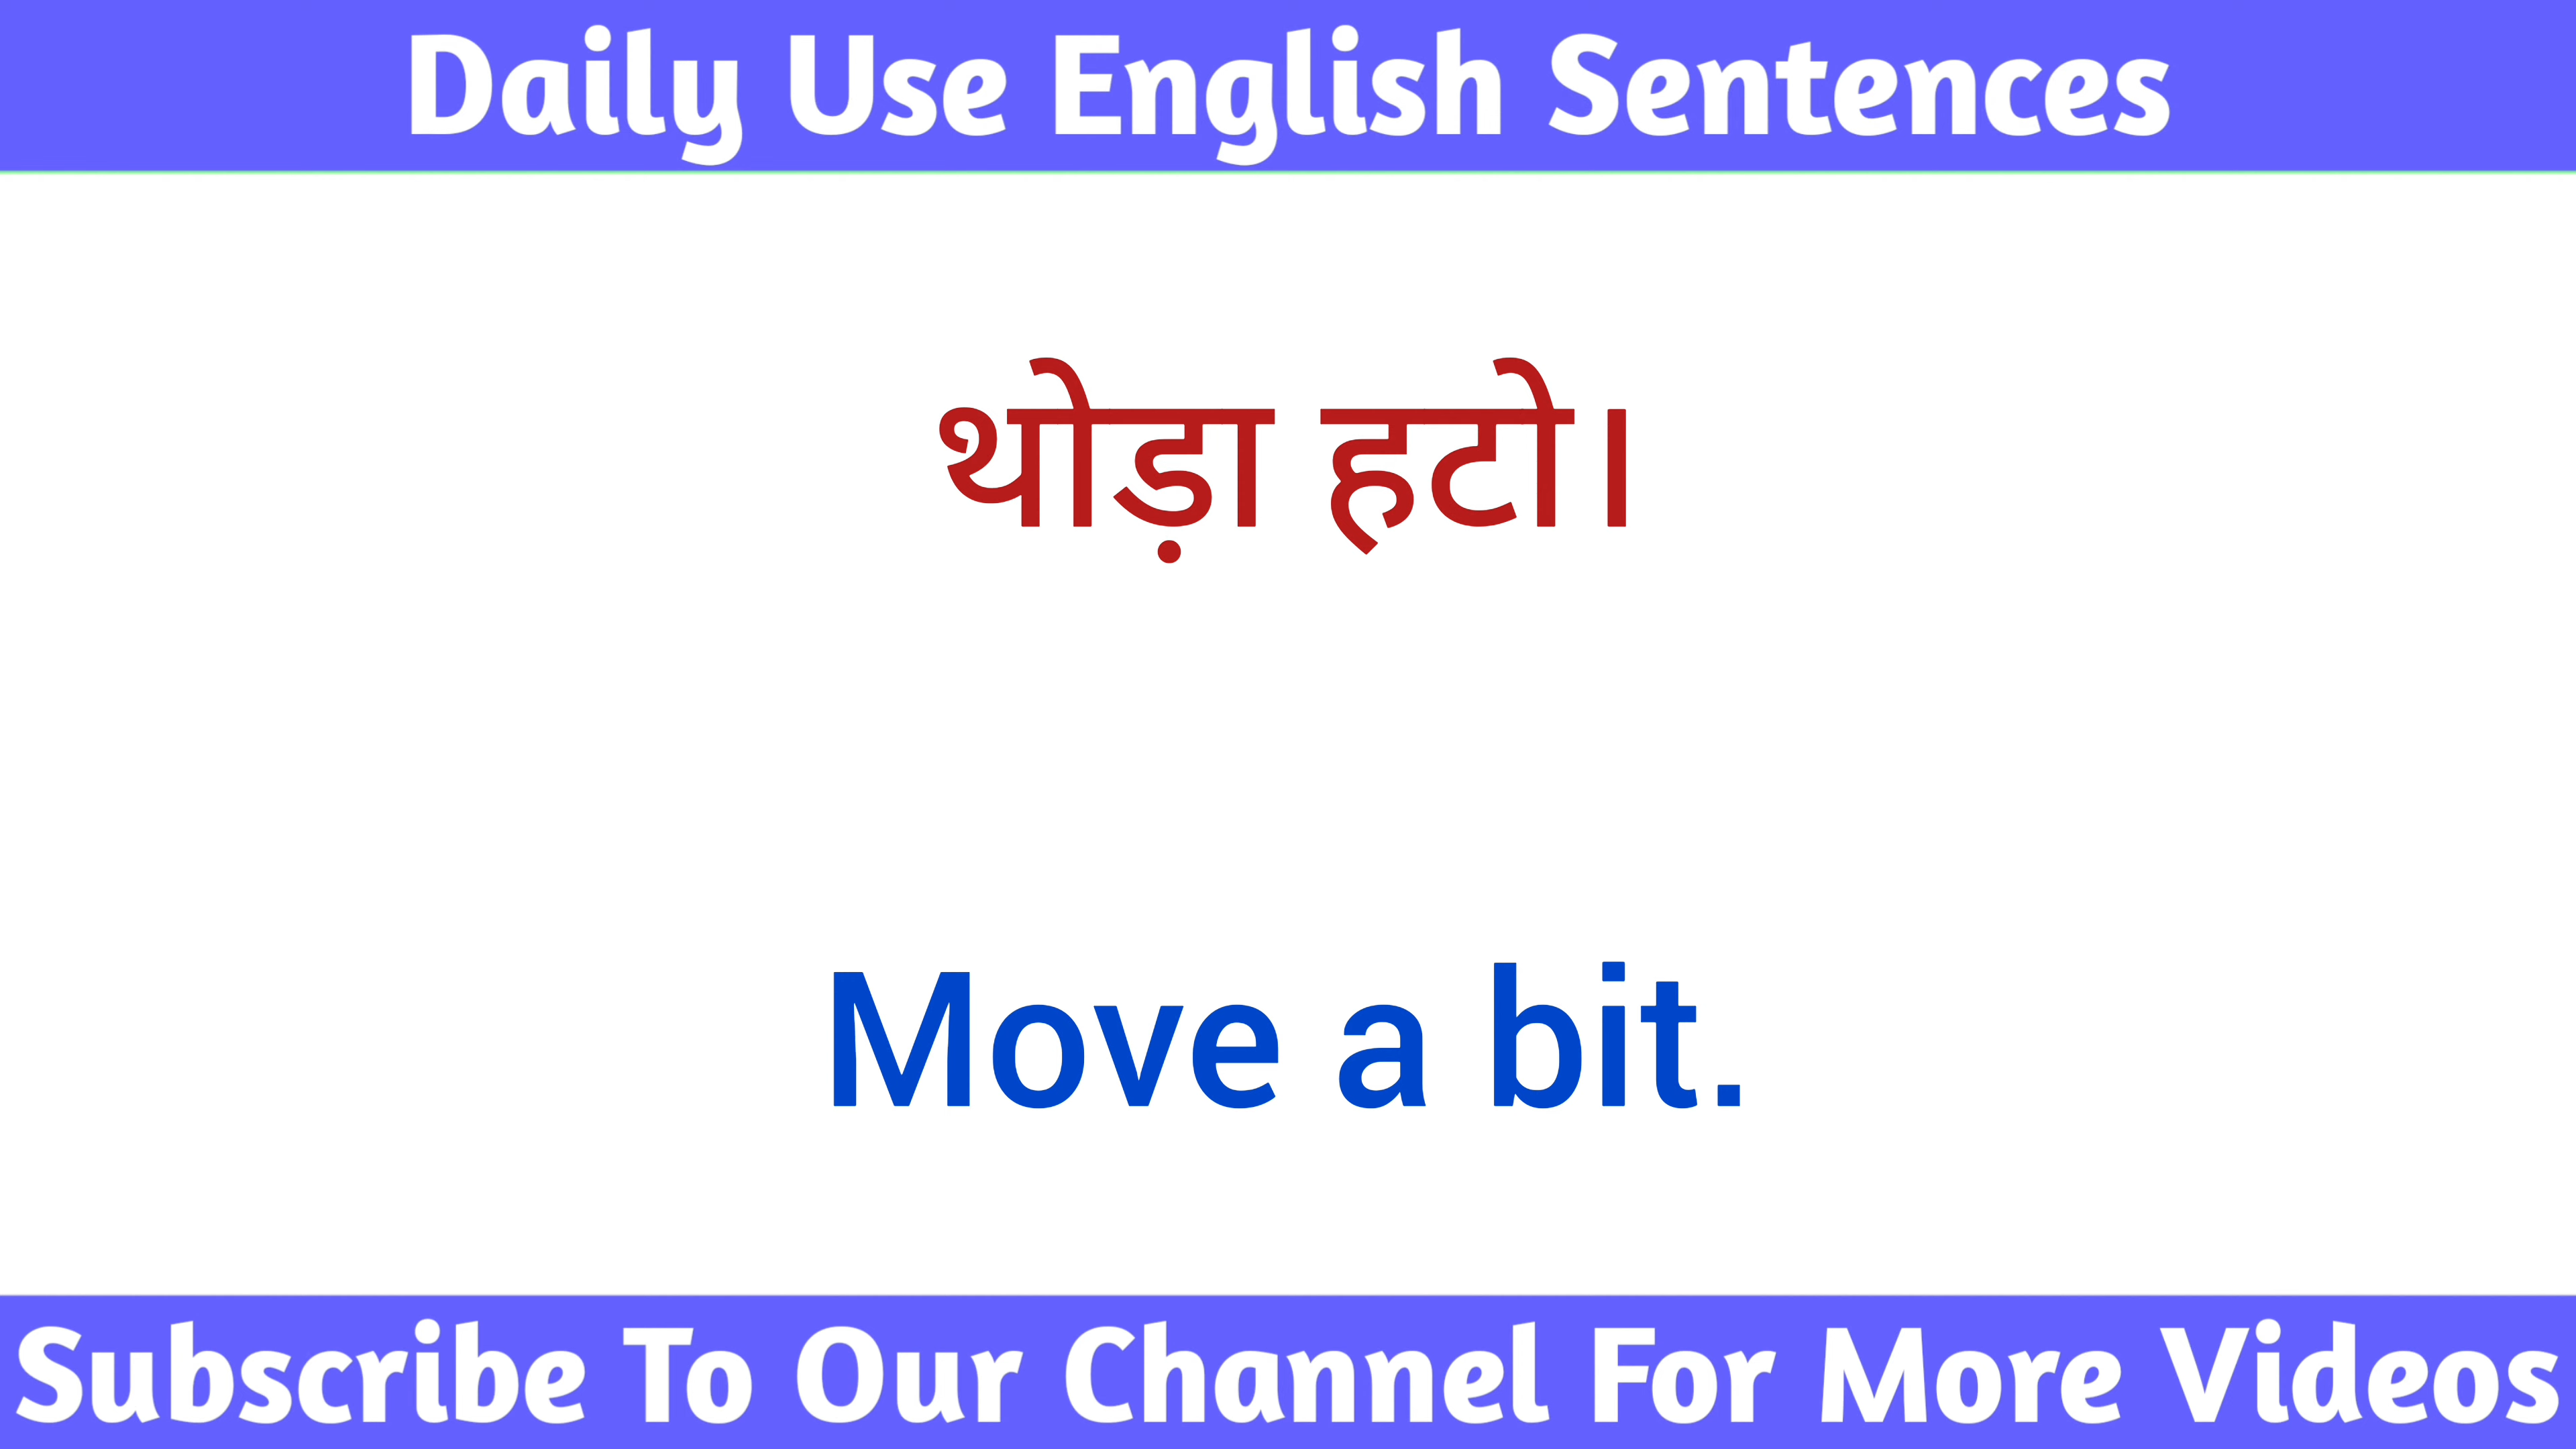 Daily Use English Sentences
थोड़ा हटो।
Move a bit.
Subscribe To Our Channel For More Videos